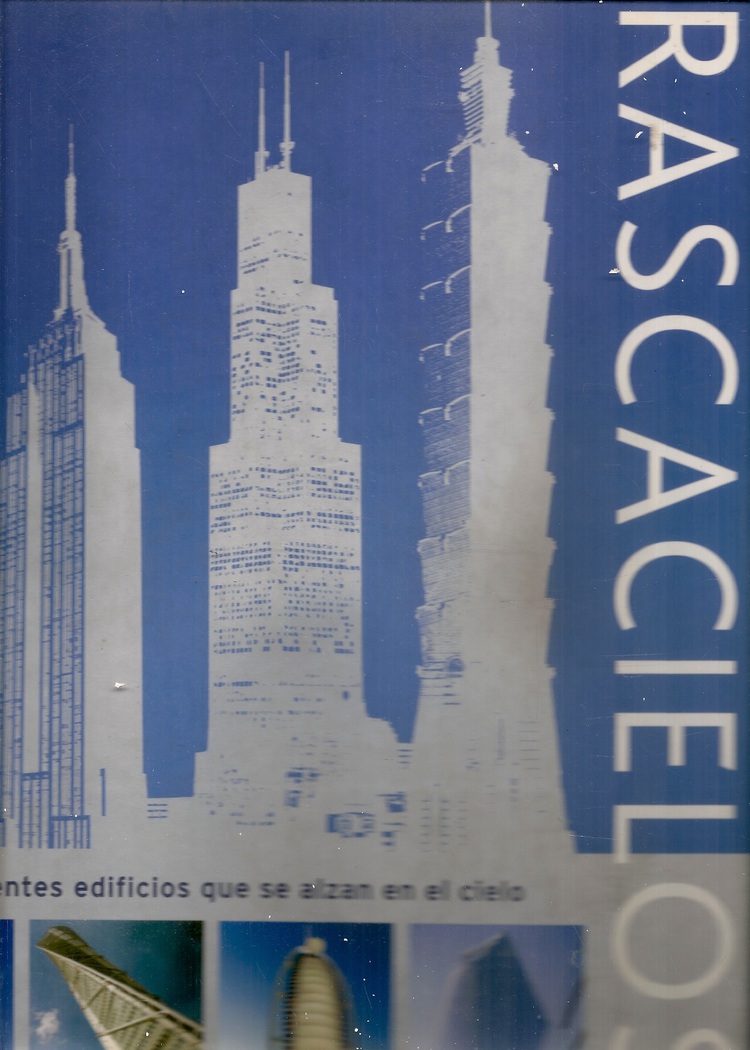 RASCACIELOS
entes edificios que se alzan en el cielo